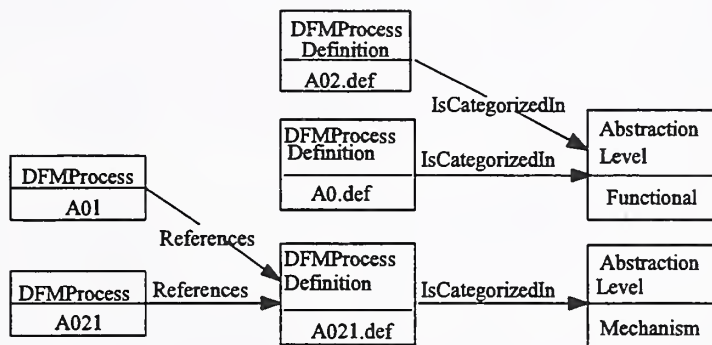 DFMProcess
Definition
A02.def
IsCategorizedIn
DFMProcess
Definition
A0.def
IsCategorizedIn
Abstraction
Level
Functional
DFMProcess
A01
References
DFMProcess
A021
References
DFMProcess
Definition
A021.def
IsCategorizedIn
Abstraction
Level
Mechanism